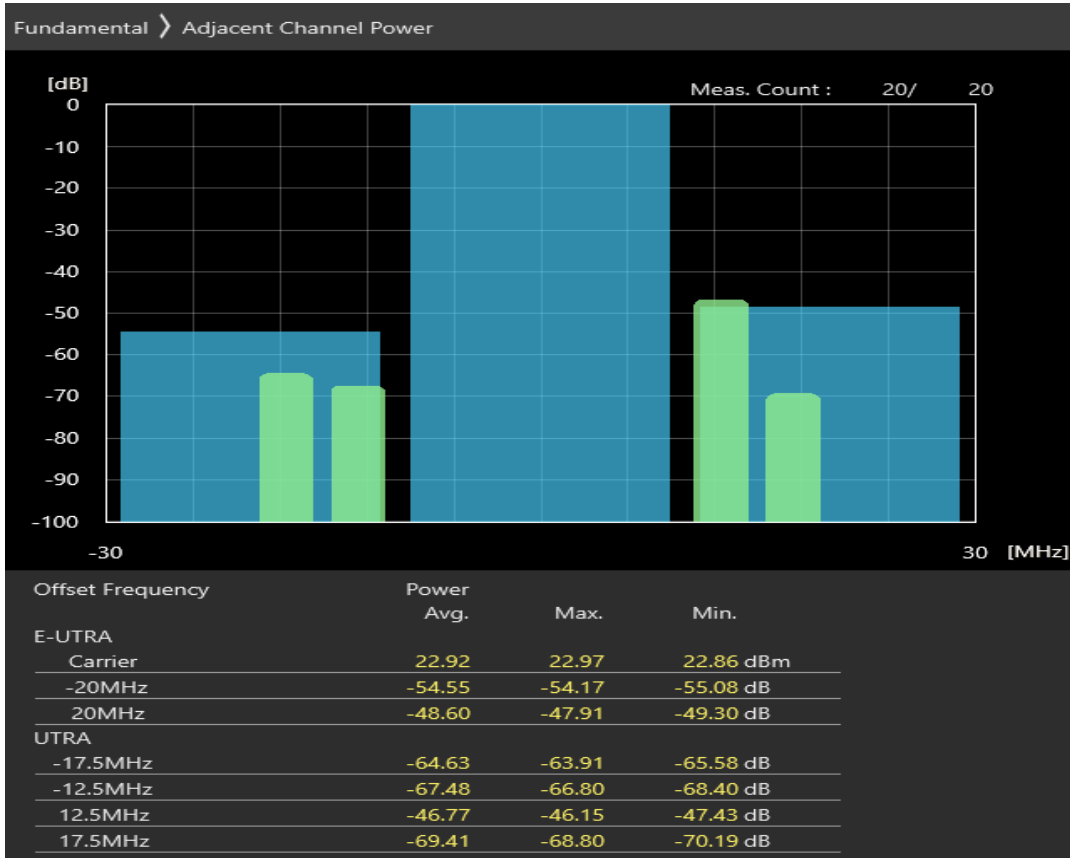 Fundamental 〉 Adjacent Channel Power
[dB]
Meas. Count : 20/ 20
0
-10
-20
-30
-40
-50
-60
-70
-80
-90
-100
-30 30 [MHz]
Offset Frequency Power
Avg. Max. Min.
E-UTRA
Carrier 22.92 22.97 22.86 dBm
-20MHz -54.55 -54.17 -55.08 dB
20MHz -48.60 -47.91 -49.30 dB
UTRA
-17.5MHz -64.63 -63.91 -65.58 dB
-12.5MHz -67.48 -66.80 -68.40 dB
12.5MHz -46.77 -46.15 -47.43 dB
17.5MHz -69.41 -68.80 -70.19 dB